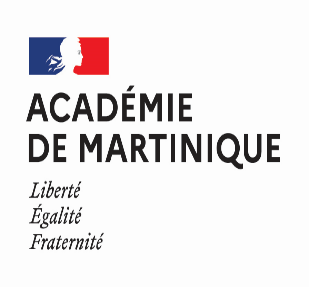 ACADÉMIE
DE MARTINIQUE
Liberté
Égalité
Fraternité